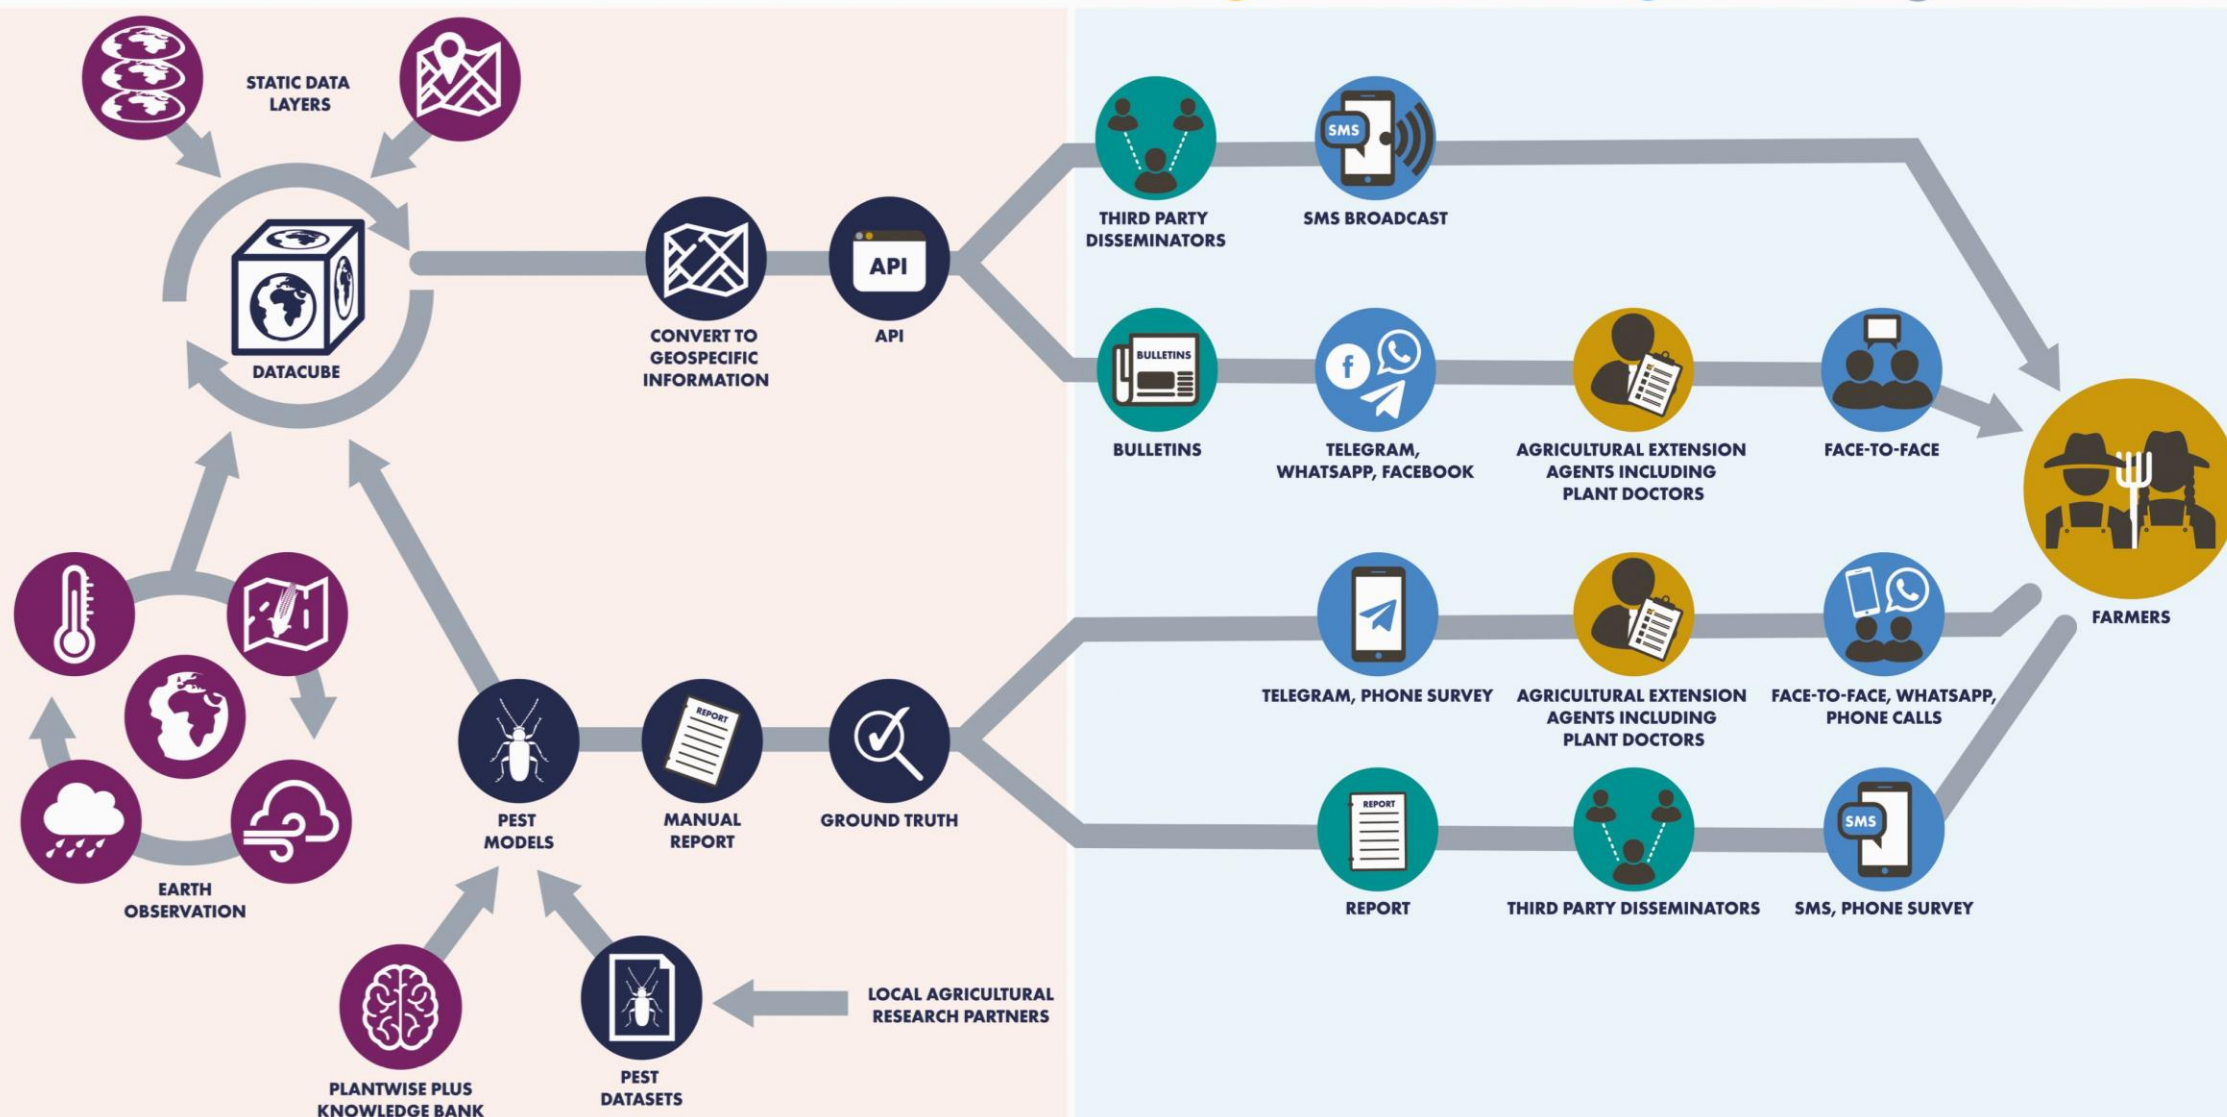 STATIC DATA
LAYERS
DATACUBE
CONVERT TO
GEOSPECIFIC
INFORMATION
API
API
THIRD PARTY
DISSEMINATORS
SMS
SMS BROADCAST
BULLETINS
BULLETINS
f
TELEGRAM,
WHATSAPP, FACEBOOK
AGRICULTURAL EXTENSION
AGENTS INCLUDING
PLANT DOCTORS
FACE-TO-FACE
FARMERS
EARTH
OBSERVATION
PEST
MODELS
REPORT
MANUAL
REPORT
GROUND TRUTH
TELEGRAM, PHONE SURVEY
AGRICULTURAL EXTENSION
AGENTS INCLUDING
PLANT DOCTORS
FACE-TO-FACE, WHATSAPP,
PHONE CALLS
REPORT
REPORT
THIRD PARTY DISSEMINATORS
SMS
SMS, PHONE SURVEY
PLANTWISE PLUS
KNOWLEDGE BANK
PEST
DATASETS
LOCAL AGRICULTURAL
RESEARCH PARTNERS